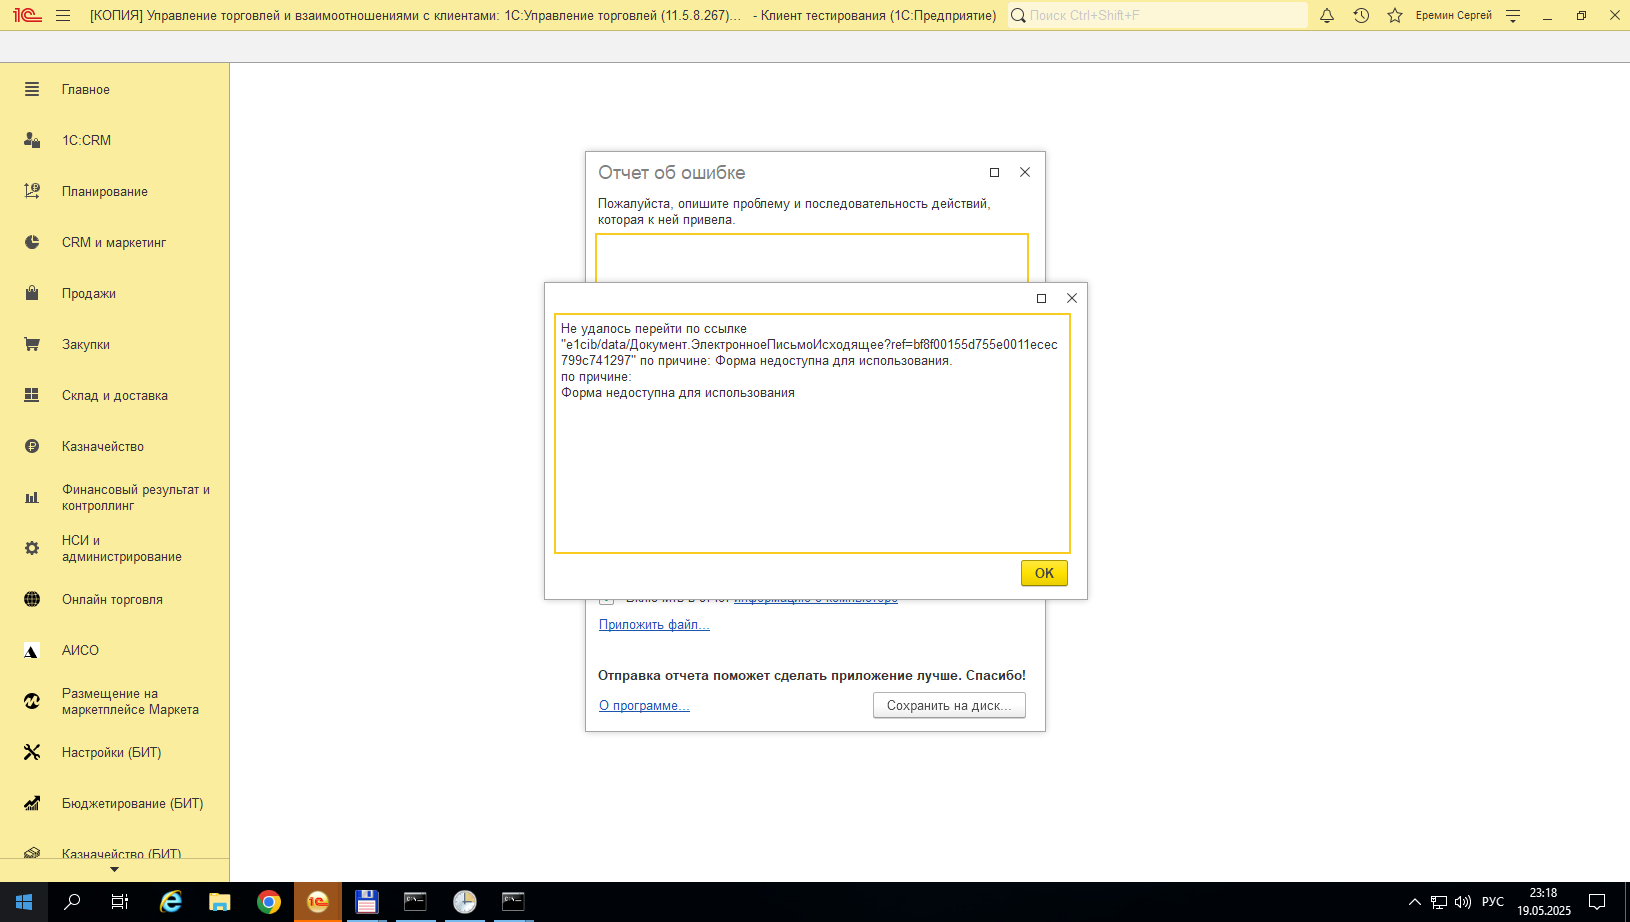 [КОПИЯ] Управление торговлей и взаимоотношениями с клиентами: 1С:Управление торговлей (11.5.8.267)... - Клиент тестирования (1С:Предприятие)
Поиск Ctrl+Shift+F
Еремин Сергей
Главное
1С:CRM
Планирование
CRM и маркетинг
Продажи
Закупки
Склад и доставка
Казначейство
Финансовый результат и
контроллинг
НСИ и
администрирование
Онлайн торговля
АИСО
Размещение на
маркетплейсе Маркета
Настройки (БИТ)
Бюджетирование (БИТ)
Казначейство (БИТ)
Отчет об ошибке
Пожалуйста, опишите проблему и последовательность действий,
которая к ней привела.
Не удалось перейти по ссылке
"e1cib/data/Документ.ЭлектронноеПисьмоИсходящее?ref=bf8f00155d755e0011ecec
799c741297" по причине: Форма недоступна для использования.
по причине:
Форма недоступна для использования
OK
Включить в отчет информацию о компьютере
Приложить файл...
Отправка отчета поможет сделать приложение лучше. Спасибо!
О программе...
Сохранить на диск...
РУС
23:18
19.05.2025